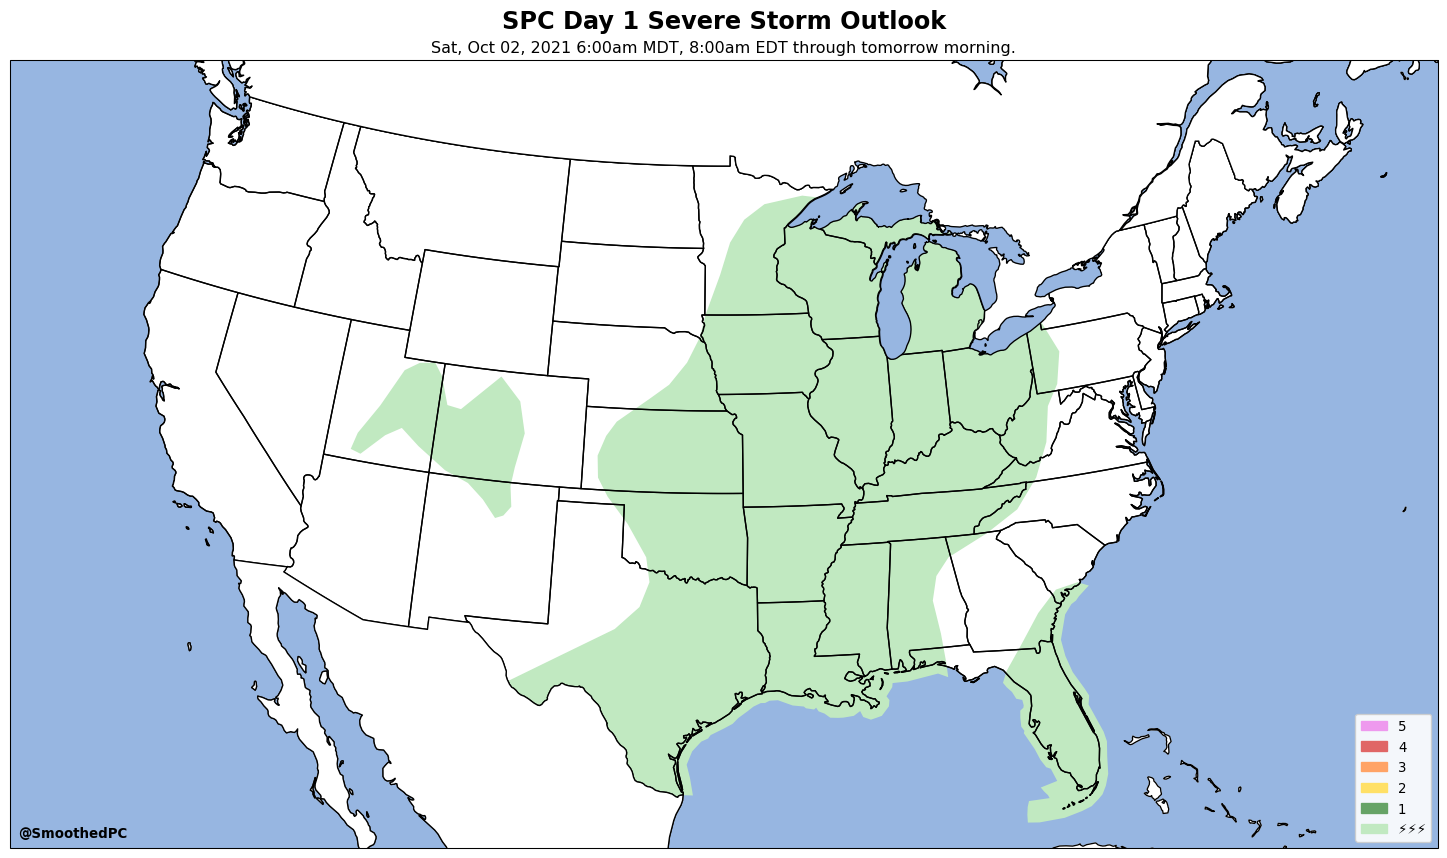 SPC Day 1 Severe Storm Outlook
Sat, Oct 02, 2021 6:00am MDT, 8:00am EDT through tomorrow morning.
5
4
3
2
1
⚡⚡⚡
@SmoothedPC